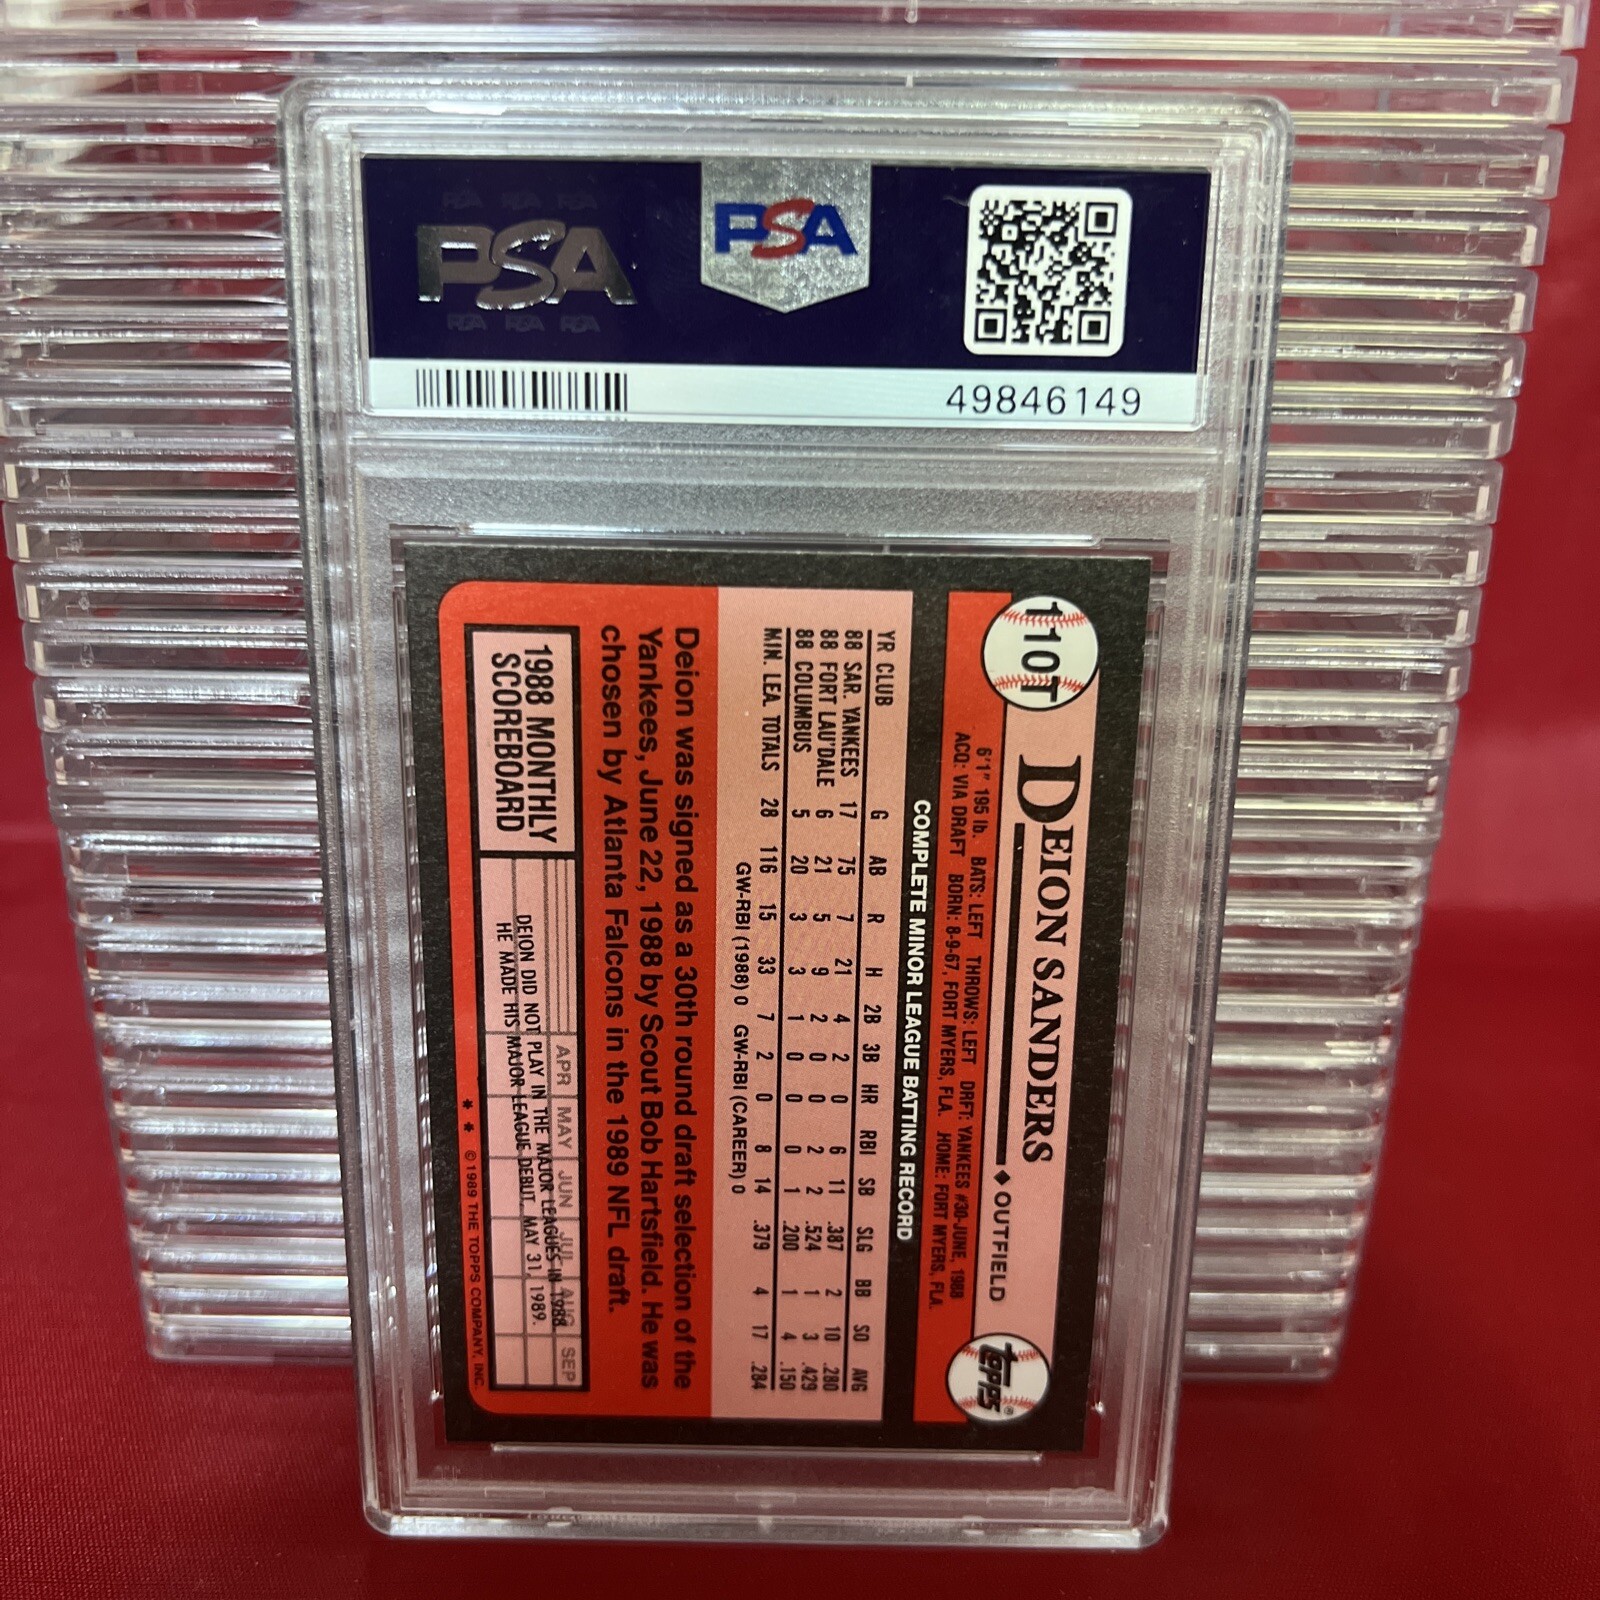 PSA PSA PSA
PSA
PSA PSA PSA
PSA
49846149
110T
DEION SANDERS ◆ OUTFIELD
topps®
6'1" 195 lb. BATS: LEFT THROWS: LEFT DRFT: YANKEES #30-JUNE, 1988
ACQ: VIA DRAFT BORN: 8-9-67, FORT MYERS, FLA. HOME: FORT MYERS, FLA.
COMPLETE MINOR LEAGUE BATTING RECORD
YR CLUB G AB R H 2B 3B HR RBI SB SLG BB SO AVG
88 SAR. YANKEES 17 75 7 21 4 2 0 6 11 .387 2 10 .280
88 FORT LAU'DALE 6 21 5 9 2 0 0 2 2 .524 1 3 .429
88 COLUMBUS 5 20 3 3 1 0 0 0 1 .200 1 4 .150
MIN. LEA. TOTALS 28 116 15 33 7 2 0 8 14 .379 4 17 .284
GW-RBI (1988) 0 GW-RBI (CAREER) 0
Deion was signed as a 30th round draft selection of the
Yankees, June 22, 1988 by Scout Bob Hartsfield. He was
chosen by Atlanta Falcons in the 1989 NFL draft.
1988 MONTHLY
SCOREBOARD
APR MAY JUN JUL AUG SEP
DEION DID NOT PLAY IN THE MAJOR LEAGUES IN 1988.
HE MADE HIS MAJOR LEAGUE DEBUT, MAY 31, 1989.
* * © 1989 THE TOPPS COMPANY, INC.